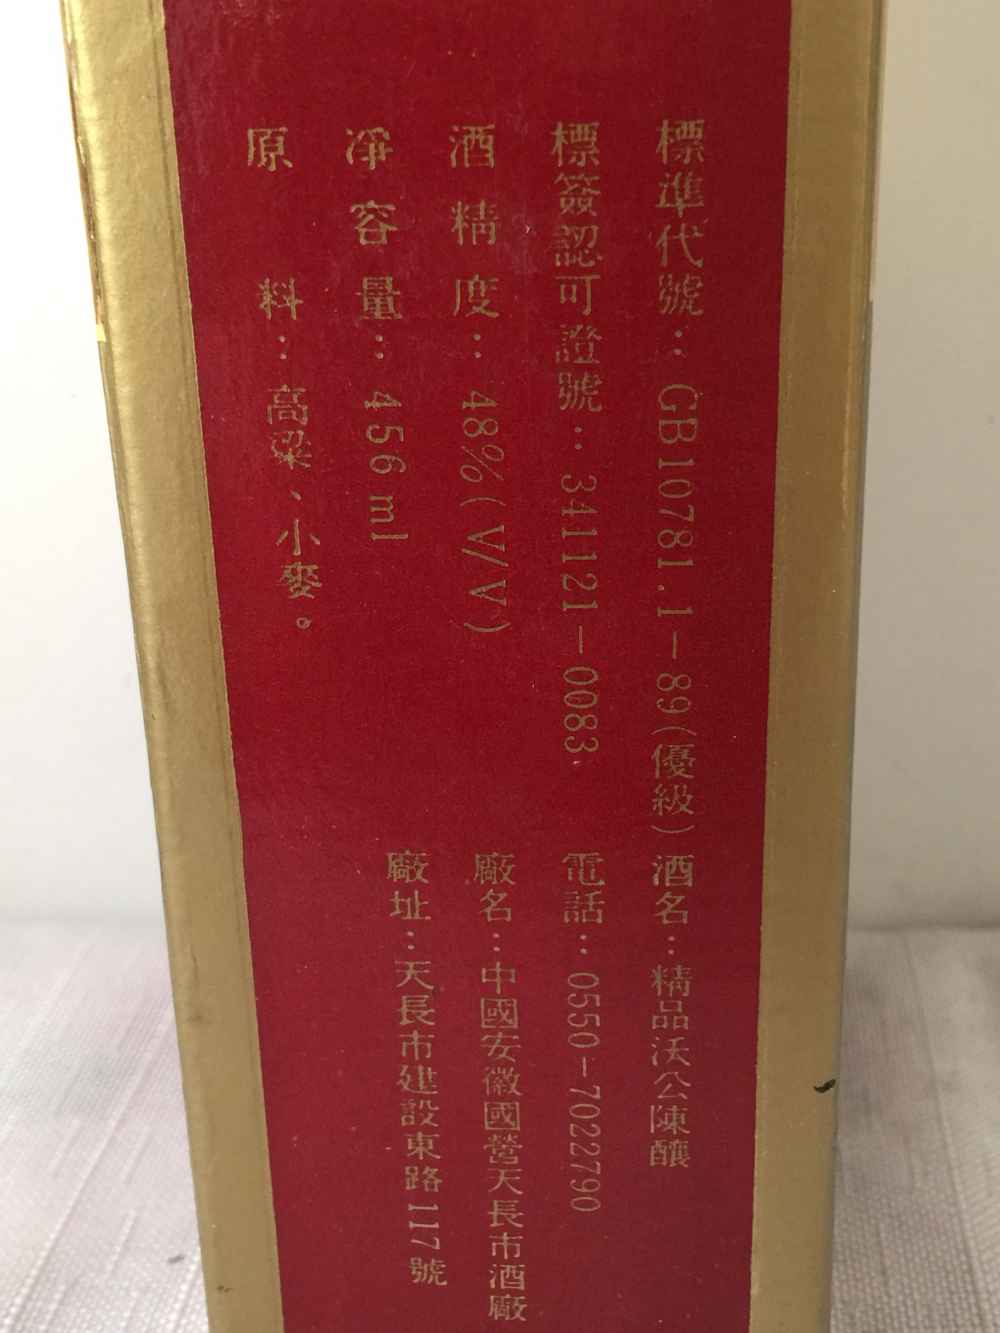 標準代號：GB10781.1－89(優級)
標簽認可證號：341121－0083
酒精度：48%(V/V)
淨容量：456ml
原料：高粱、小麥。
酒名：精品沃公陳釀
電話：0550－7022790
廠名：中國安徽國營天長市酒廠
廠址：天長市建設東路117號